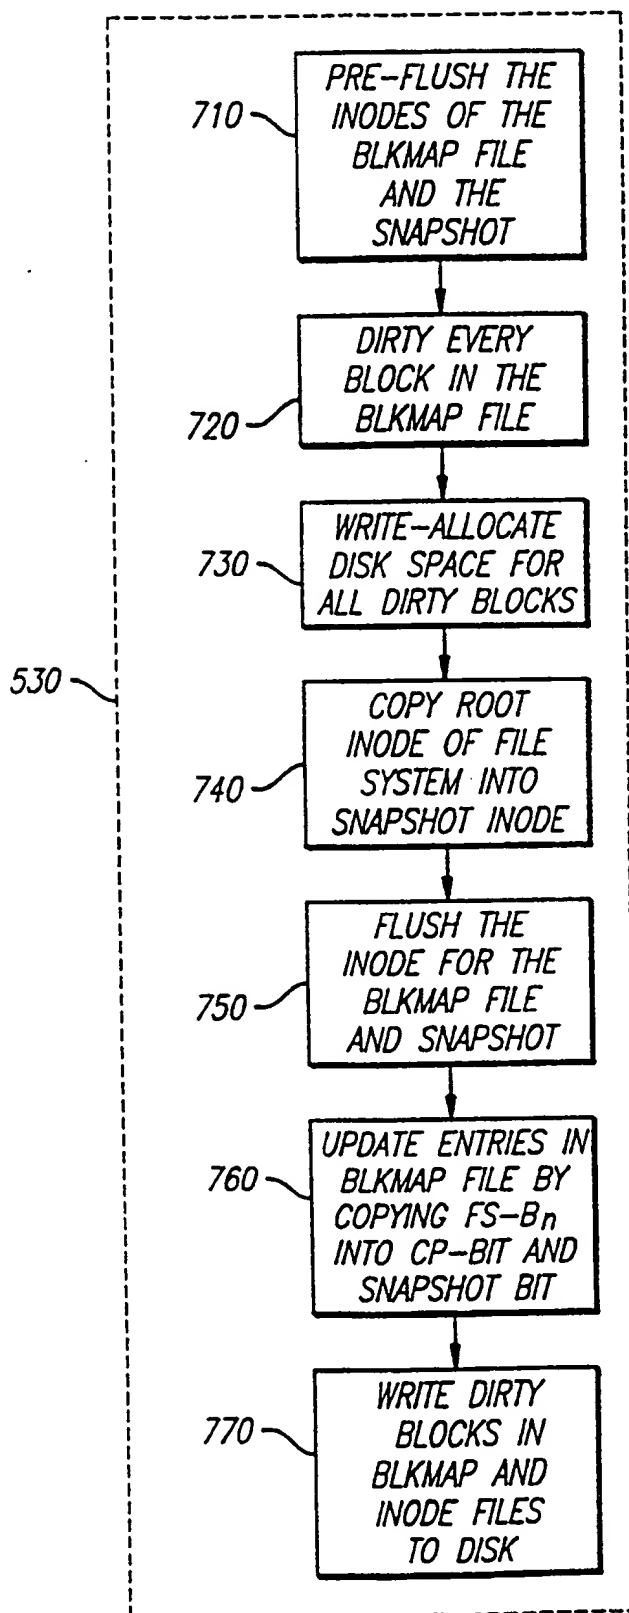 710
PRE-FLUSH THE
INODES OF THE
BLKMAP FILE
AND THE
SNAPSHOT
720
DIRTY EVERY
BLOCK IN THE
BLKMAP FILE
730
WRITE-ALLOCATE
DISK SPACE FOR
ALL DIRTY BLOCKS
530
740
COPY ROOT
INODE OF FILE
SYSTEM INTO
SNAPSHOT INODE
750
FLUSH THE
INODE FOR THE
BLKMAP FILE
AND SNAPSHOT
760
UPDATE ENTRIES IN
BLKMAP FILE BY
COPYING FS-Bn
INTO CP-BIT AND
SNAPSHOT BIT
770
WRITE DIRTY
BLOCKS IN
BLKMAP AND
INODE FILES
TO DISK